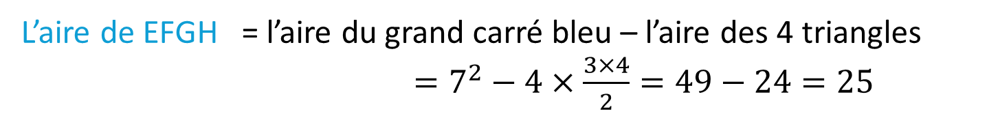 L’aire de EFGH = l’aire du grand carré bleu – l’aire des 4 triangles
= 7² − 4 × \frac{3×4}{2} = 49 − 24 = 25